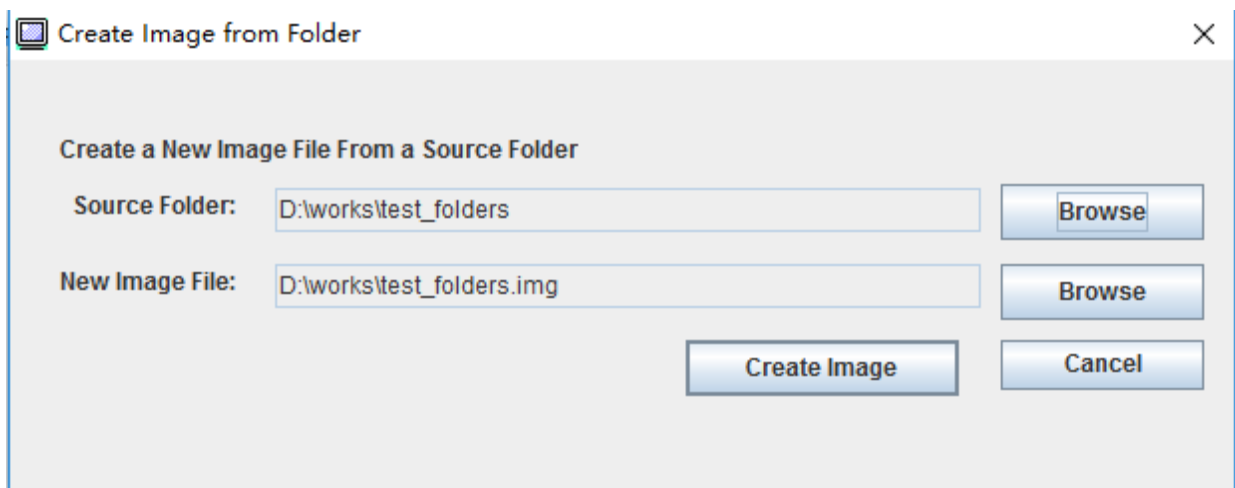 Create Image from Folder
Create a New Image File From a Source Folder
Source Folder: D:\works\test_folders Browse
New Image File: D:\works\test_folders.img Browse
Create Image Cancel